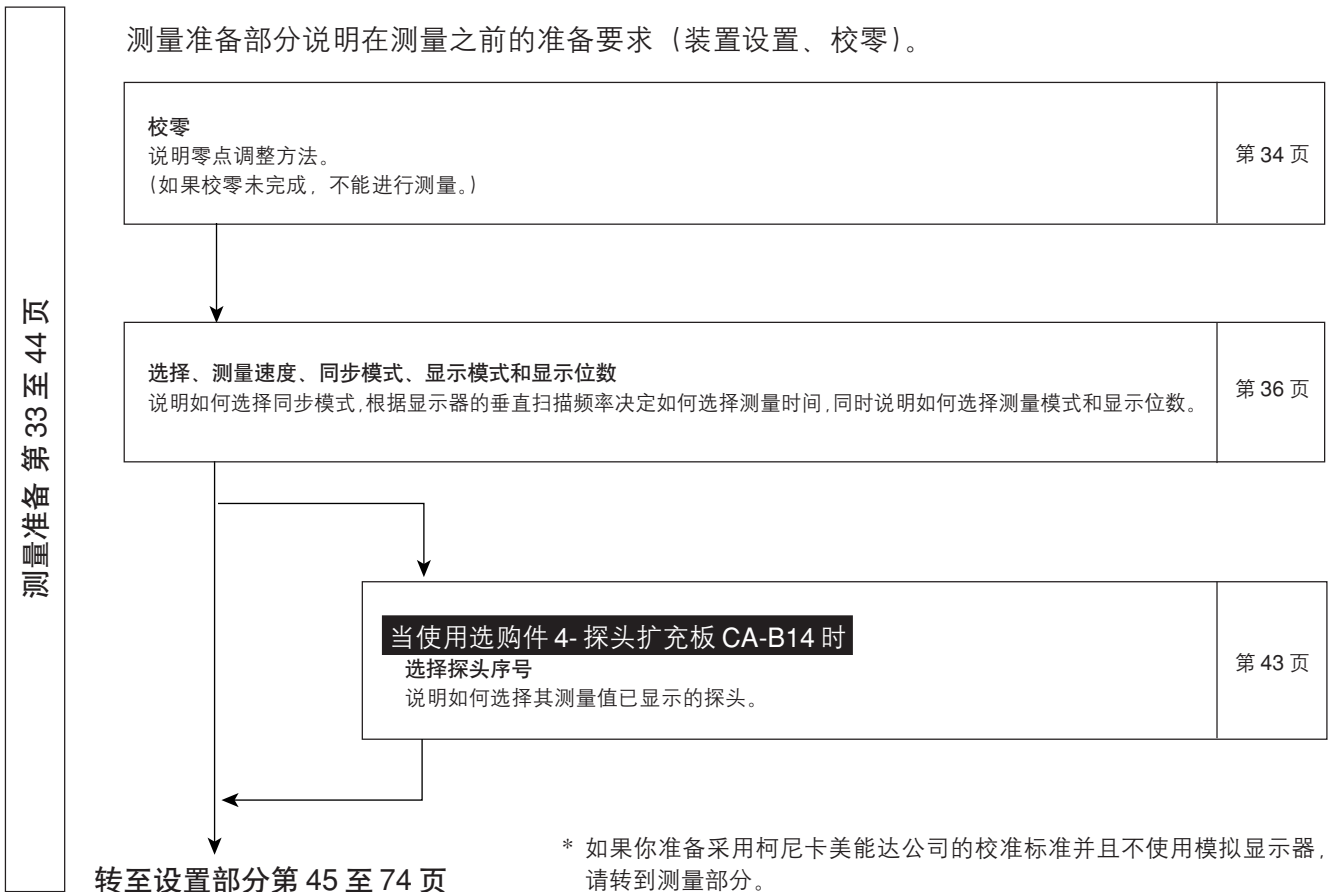 测量准备部分说明在测量之前的准备要求（装置设置、校零）。
校零
说明零点调整方法。
（如果校零未完成，不能进行测量。）
第 34 页
选择、测量速度、同步模式、显示模式和显示位数
说明如何选择同步模式,根据显示器的垂直扫描频率决定如何选择测量时间,同时说明如何选择测量模式和显示位数。
第 36 页
测量准备 第 33 至 44 页
当使用选购件 4- 探头扩充板 CA-B14 时
选择探头序号
说明如何选择其测量值已显示的探头。
第 43 页
转至设置部分第 45 至 74 页
* 如果你准备采用柯尼卡美能达公司的校准标准并且不使用模拟显示器，
请转到测量部分。